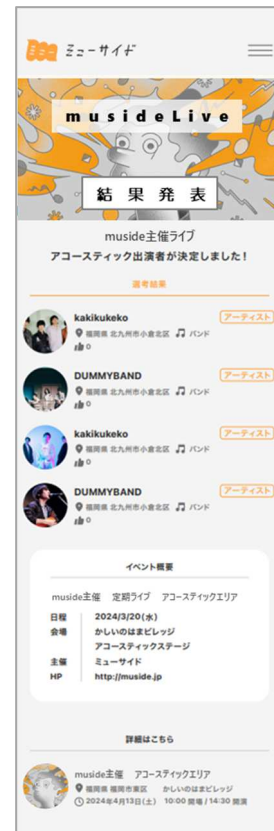 ミューサイド
musideLive
結果発表
muside主催ライブ
アコースティック出演者が決定しました！
選考結果
kakikukeko
アーティスト
福岡県 北九州市小倉北区 バンド
0
DUMMYBAND
アーティスト
福岡県 北九州市小倉北区 バンド
0
kakikukeko
アーティスト
福岡県 北九州市小倉北区 バンド
0
DUMMYBAND
アーティスト
福岡県 北九州市小倉北区 バンド
0
イベント概要
muside主催 定期ライブ アコースティックエリア
日程 2024/3/20(水)
会場 かしいのはまビレッジ
アコースティックステージ
主催 ミューサイド
HP http://muside.jp
詳細はこちら
muside主催 アコースティックエリア
福岡県 福岡市東区 かしいのはまビレッジ
2024年4月13日(土) 10:00 開場 / 14:30 開演